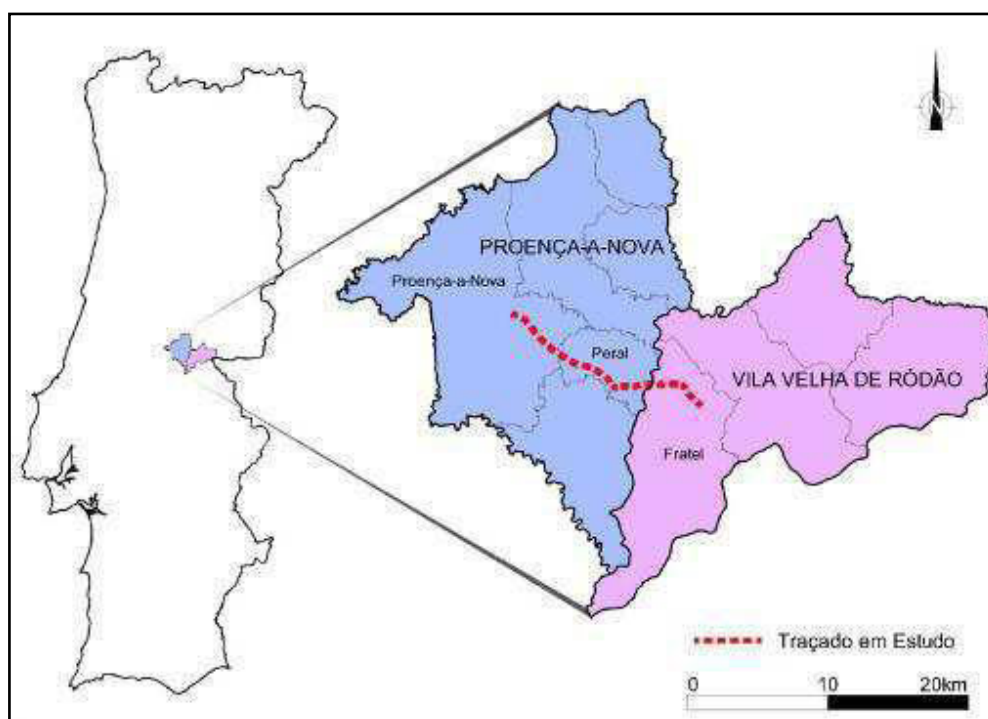 N
PROENÇA-A-NOVA
Proença-a-Nova
Peral
VILA VELHA DE RÓDÃO
Fratel
Traçado em Estudo
0 10 20km